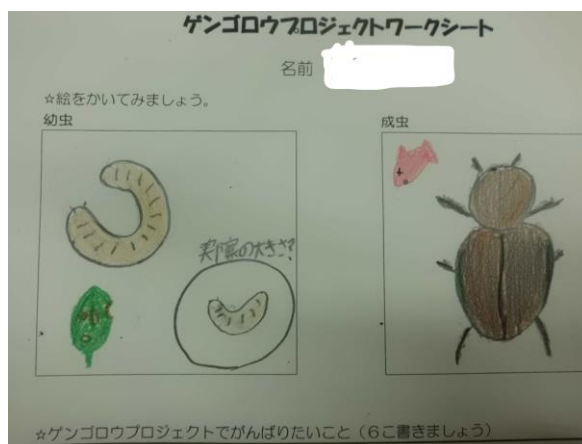 ゲンゴロウプロジェクトワークシート
名前
☆絵をかいてみましょう。
幼虫
成虫
実際の大きさ?
☆ゲンゴロウプロジェクトでがんばりたいこと（6こ書きましょう）